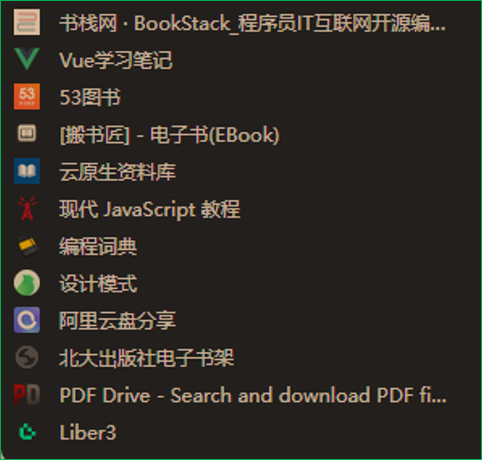 书栈网 · BookStack_程序员IT互联网开源编...
Vue学习笔记
53图书
[搬书匠] - 电子书(EBook)
云原生资料库
现代 JavaScript 教程
编程词典
设计模式
阿里云盘分享
北大出版社电子书架
PDF Drive - Search and download PDF fi...
Liber3